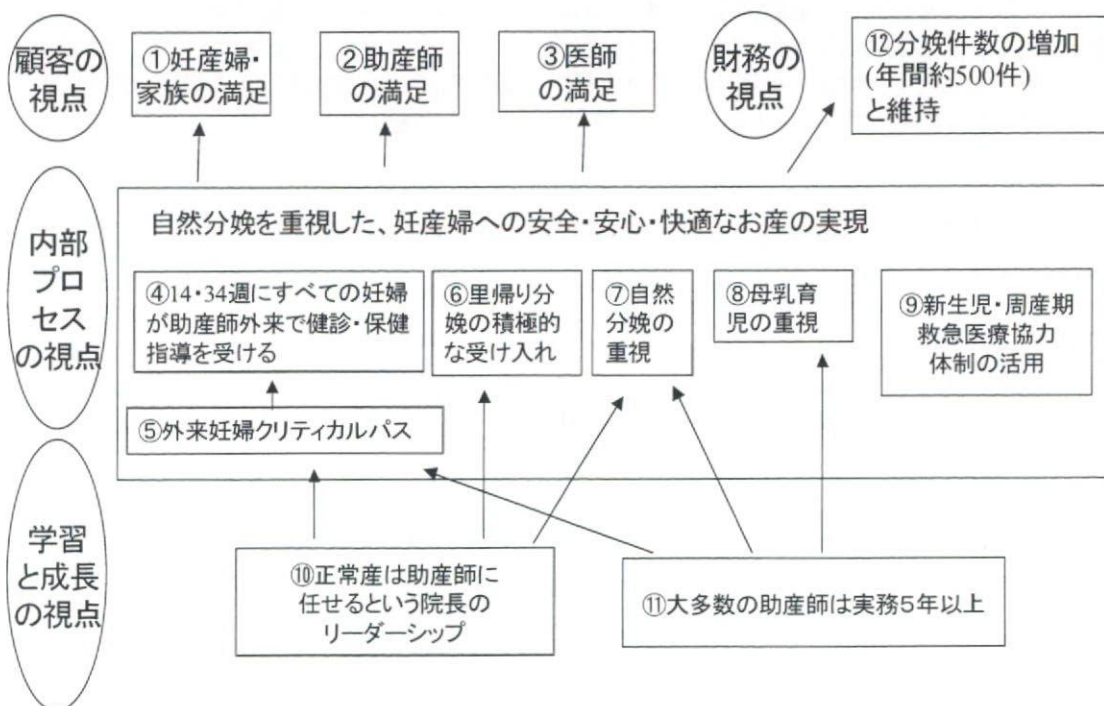 顧客の
視点
①妊産婦・
家族の満足
②助産師
の満足
③医師
の満足
財務の
視点
⑫分娩件数の増加
(年間約500件)
と維持
内部
プロ
セス
の視点
自然分娩を重視した、妊産婦への安全・安心・快適なお産の実現
④14・34週にすべての妊婦
が助産師外来で健診・保健
指導を受ける
⑥里帰り分
娩の積極的
な受け入れ
⑦自然
分娩の
重視
⑧母乳育
児の重視
⑨新生児・周産期
救急医療協力
体制の活用
⑤外来妊婦クリティカルパス
学習
と成長
の視点
⑩正常産は助産師に
任せるという院長の
リーダーシップ
⑪大多数の助産師は実務5年以上